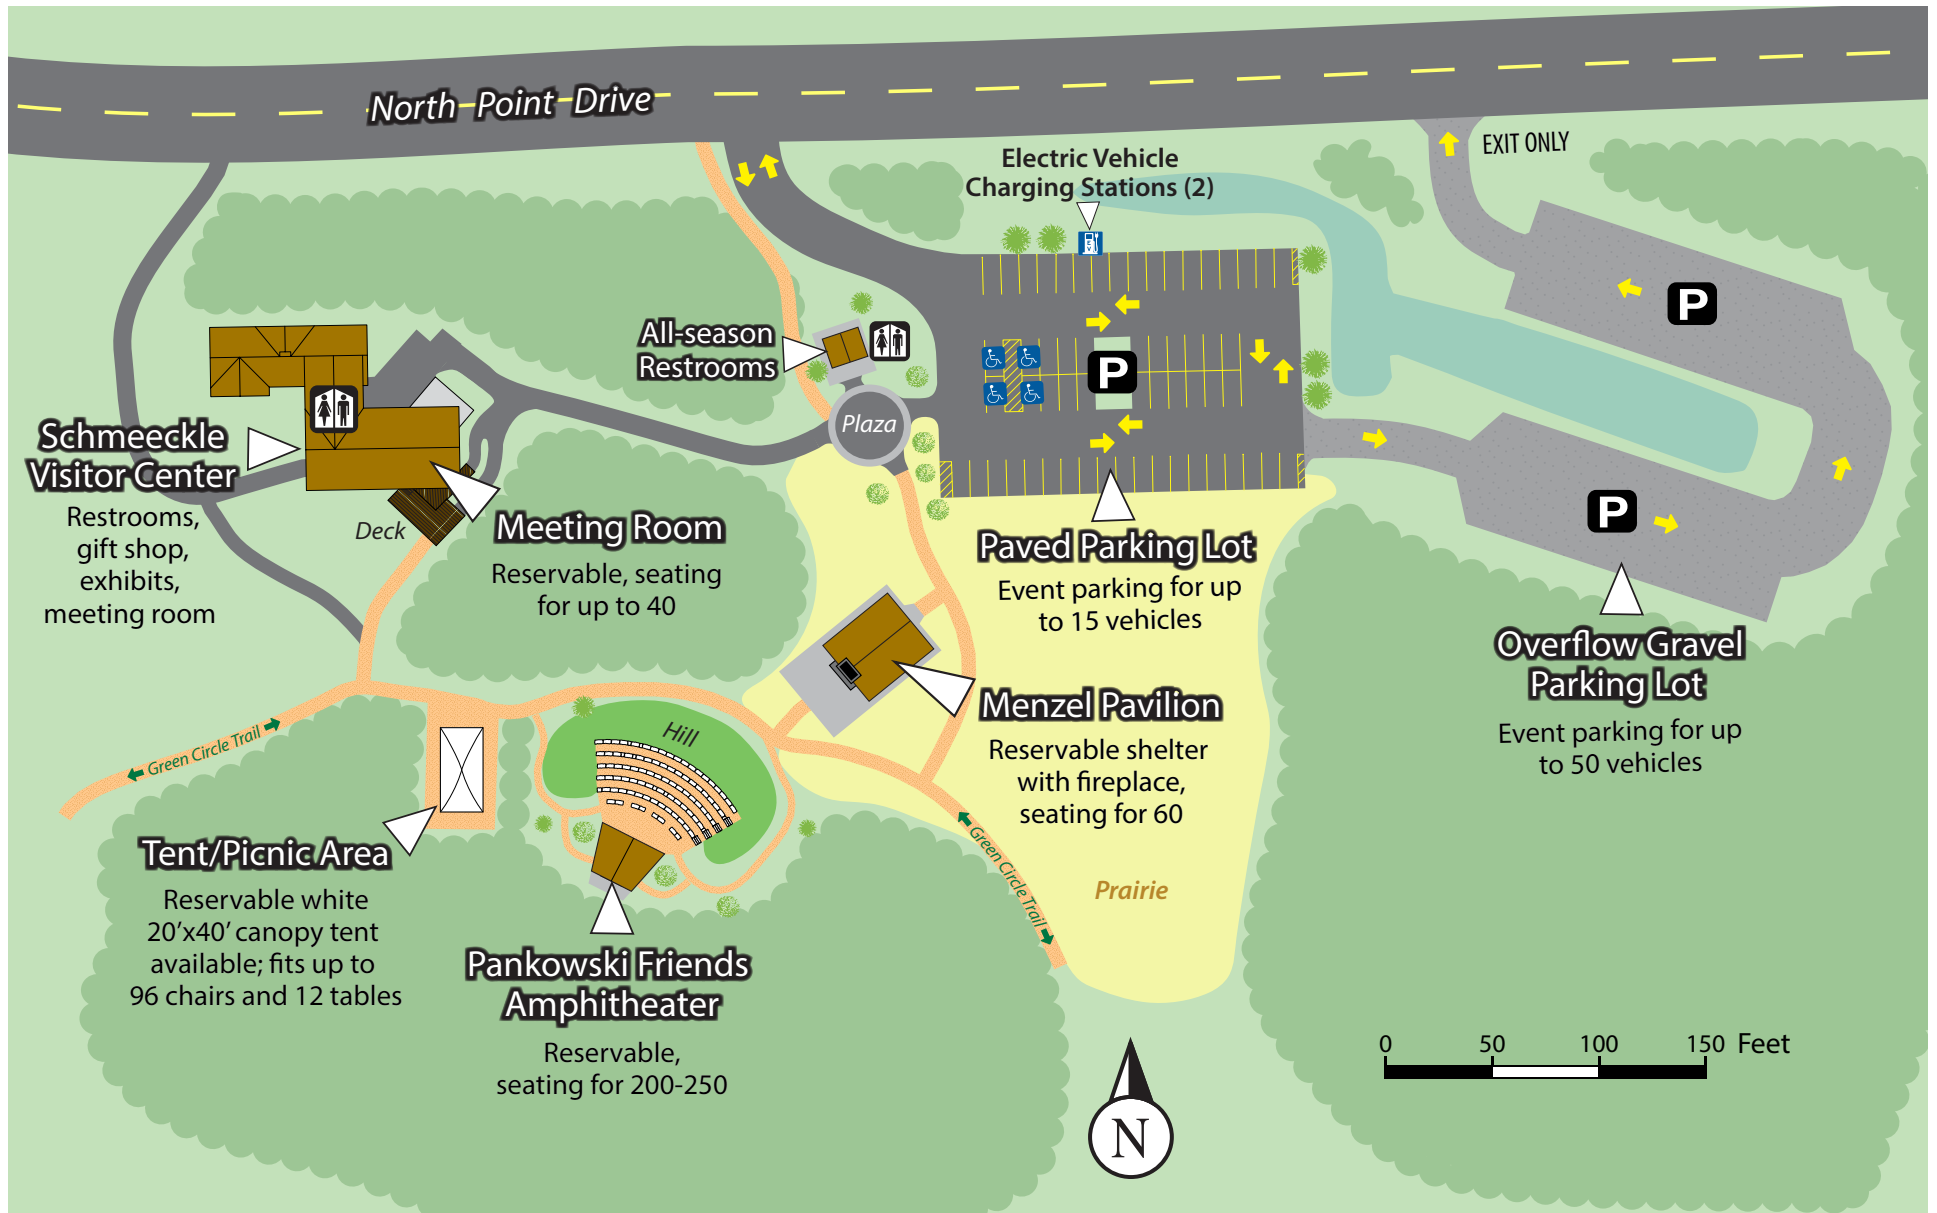 North Point Drive
EXIT ONLY
Electric Vehicle
Charging Stations (2)
EV
P
All-season
Restrooms
P
Plaza
Schmeeckle
Visitor Center
Restrooms,
gift shop,
exhibits,
meeting room
Deck
Meeting Room
Reservable, seating
for up to 40
Paved Parking Lot
Event parking for up
to 15 vehicles
P
Overflow Gravel
Parking Lot
Event parking for up
to 50 vehicles
Menzel Pavilion
Reservable shelter
with fireplace,
seating for 60
Green Circle Trail
Hill
Green Circle Trail
Prairie
Tent/Picnic Area
Reservable white
20’x40’ canopy tent
available; fits up to
96 chairs and 12 tables
Pankowski Friends
Amphitheater
Reservable,
seating for 200-250
0 50 100 150 Feet
N